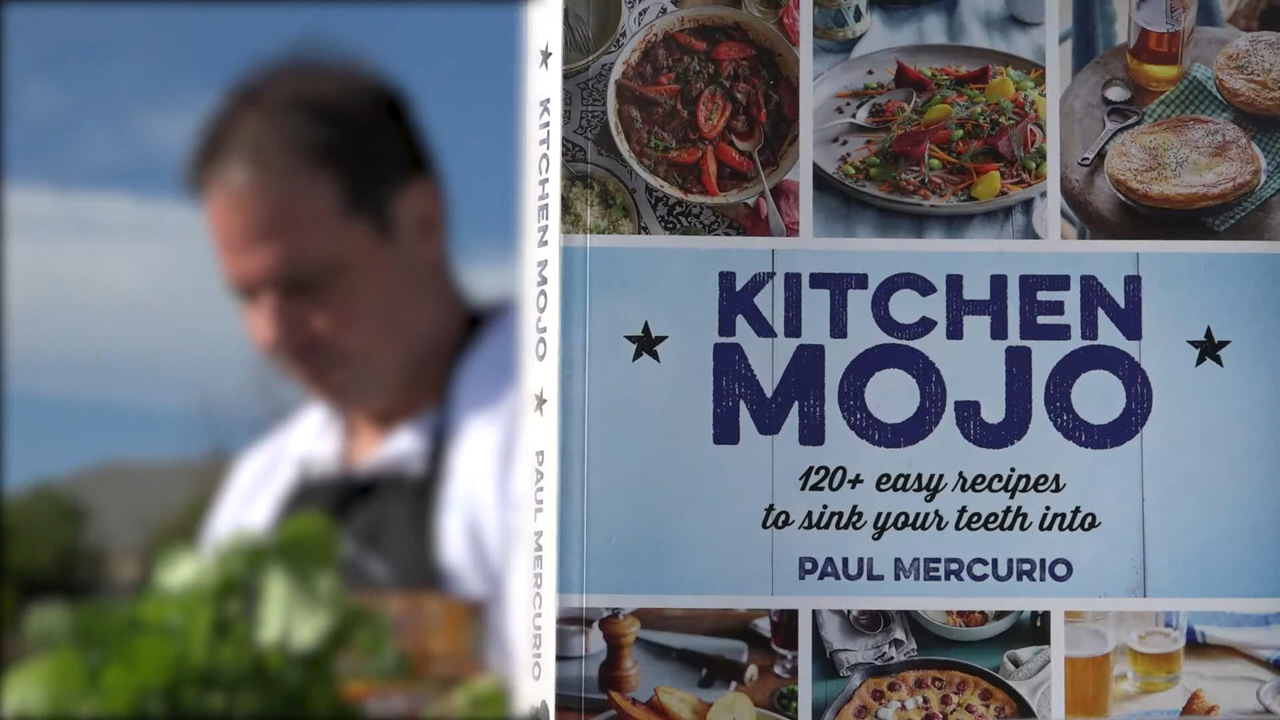 KITCHEN MOJO PAUL MERCURIO
KITCHEN
MOJO
120+ easy recipes
to sink your teeth into
PAUL MERCURIO